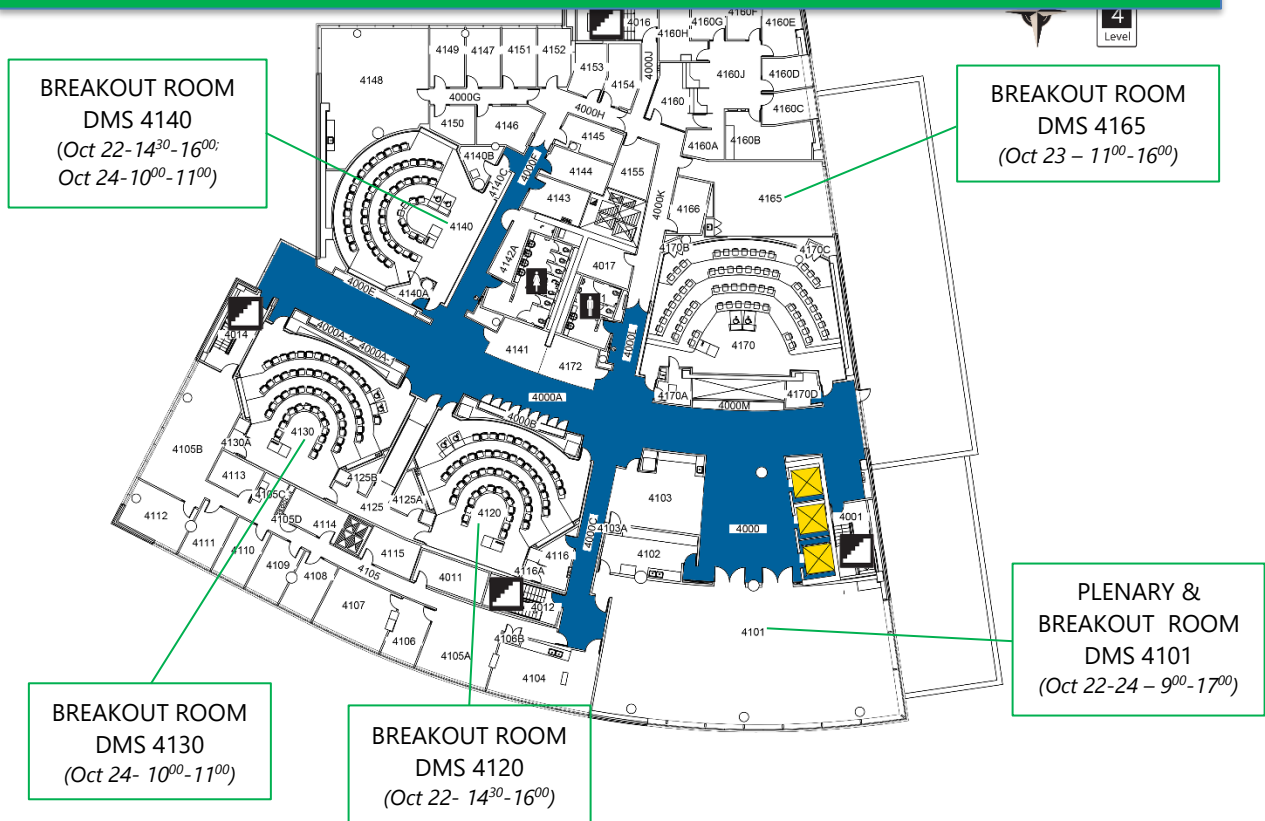 4016
4160G
4160F
4160E
4
Level
4160H
4149
4147
4151
4152
4000J
4153
4154
4148
4160J
4160D
4160
4160C
4000G
4000H
4150
4146
4145
4160A
4160B
BREAKOUT ROOM
DMS 4140
(Oct 22-14³⁰-16⁰⁰;
Oct 24-10⁰⁰-11⁰⁰)
BREAKOUT ROOM
DMS 4165
(Oct 23 – 11⁰⁰-16⁰⁰)
4140B
4000F
4144
4155
4140C
4143
4000K
4166
4165
4140
4142A
4170B
4170C
4017
4000E
4140A
4014
4000A-2
4000A-1
4141
4172
4000L
4170
4000A
4170A
4000M
4170D
4000B
4130
4130A
4105B
4113
4125B
4125
4125A
4103
4105C
4105D
4114
4120
4000C
4103A
4000
4001
4112
4111
4110
4109
4108
4105
4115
4011
4116
4116A
4102
4012
4107
4106
4105A
4106B
4104
4101
PLENARY &
BREAKOUT ROOM
DMS 4101
(Oct 22-24 – 9⁰⁰-17⁰⁰)
BREAKOUT ROOM
DMS 4130
(Oct 24- 10⁰⁰-11⁰⁰)
BREAKOUT ROOM
DMS 4120
(Oct 22- 14³⁰-16⁰⁰)